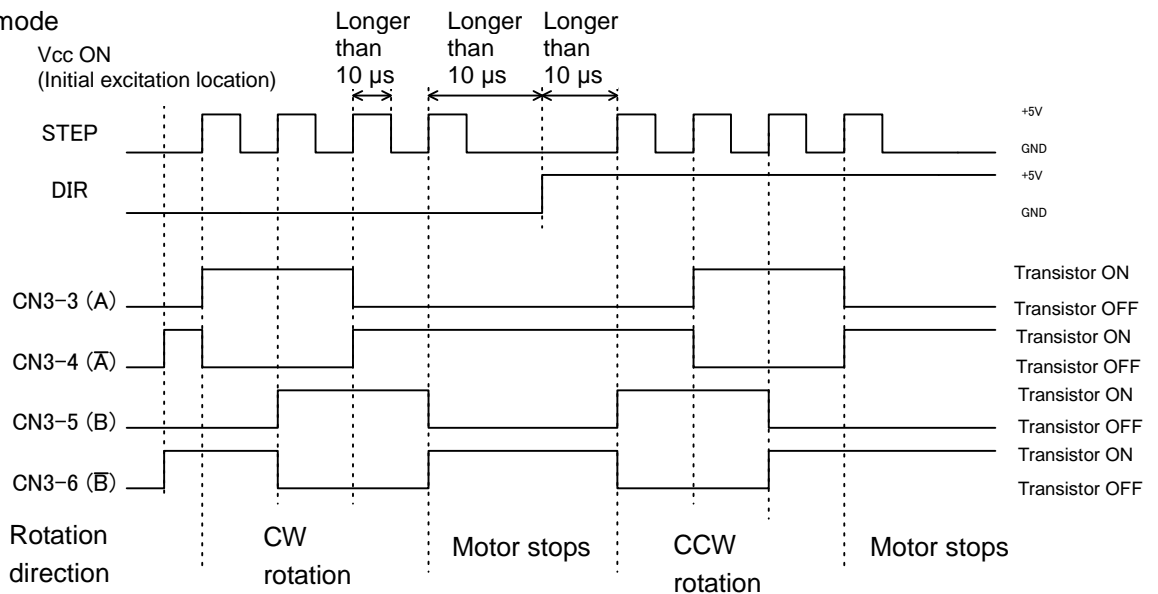 mode
Vcc ON
(Initial excitation location)
Longer
than
10 μs
Longer
than
10 μs
Longer
than
10 μs
STEP
+5V
GND
DIR
+5V
GND
CN3-3 (A)
Transistor ON
Transistor OFF
CN3-4 (A̅)
Transistor ON
Transistor OFF
CN3-5 (B)
Transistor ON
Transistor OFF
CN3-6 (B̅)
Transistor ON
Transistor OFF
Rotation
direction
CW
rotation
Motor stops
CCW
rotation
Motor stops